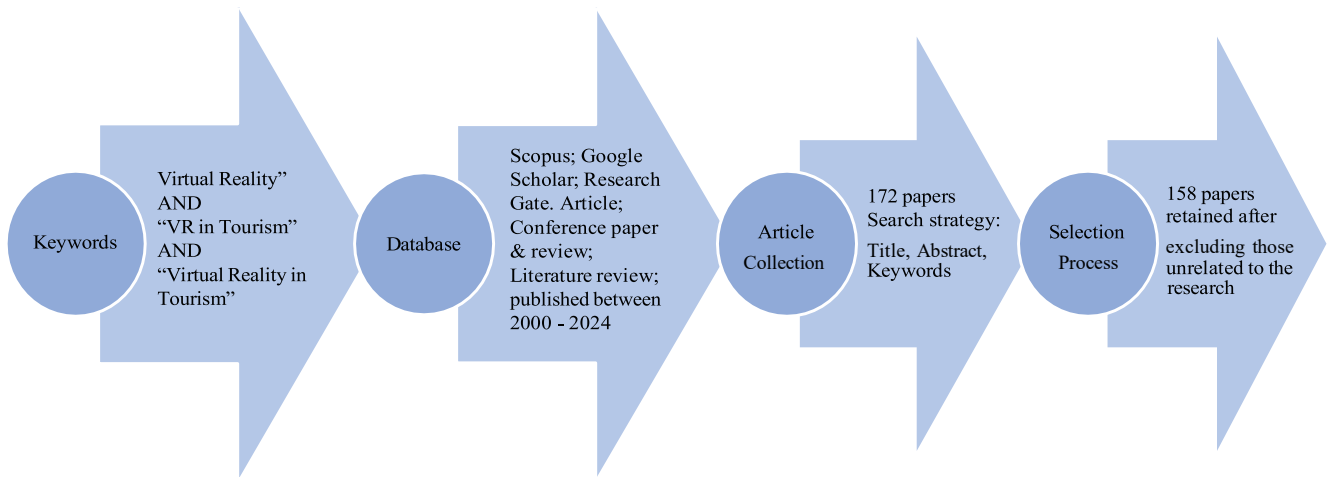 Keywords
Virtual Reality”
AND
“VR in Tourism”
AND
“Virtual Reality in
Tourism”
Database
Scopus; Google
Scholar; Research
Gate. Article;
Conference paper
& review;
Literature review;
published between
2000 - 2024
Article
Collection
172 papers
Search strategy:
Title, Abstract,
Keywords
Selection
Process
158 papers
retained after
excluding those
unrelated to the
research